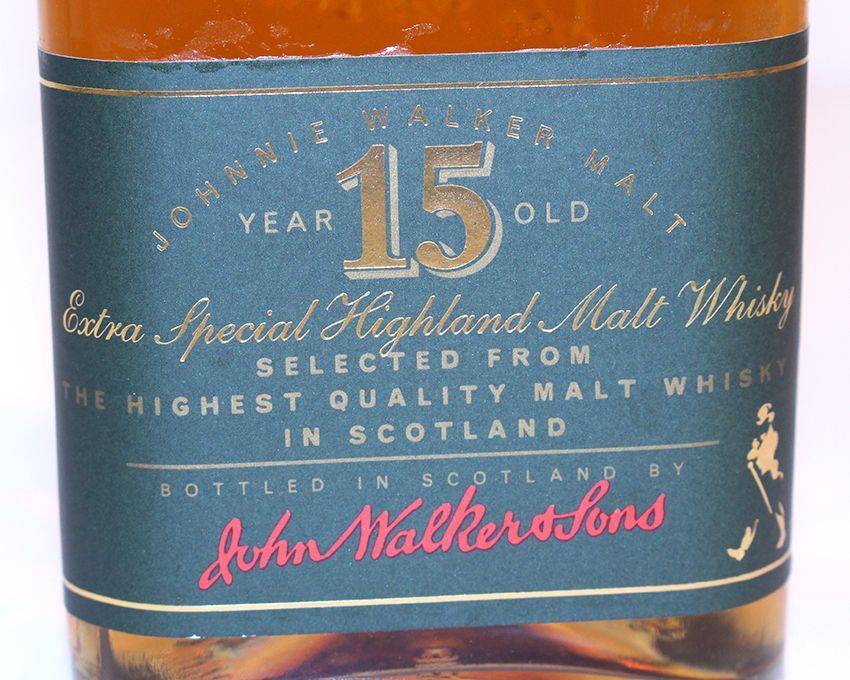 JOHNNIE WALKER MALT
YEAR 15 OLD
Extra Special Highland Malt Whisky
SELECTED FROM
THE HIGHEST QUALITY MALT WHISKY
IN SCOTLAND
BOTTLED IN SCOTLAND BY
John Walker & Sons